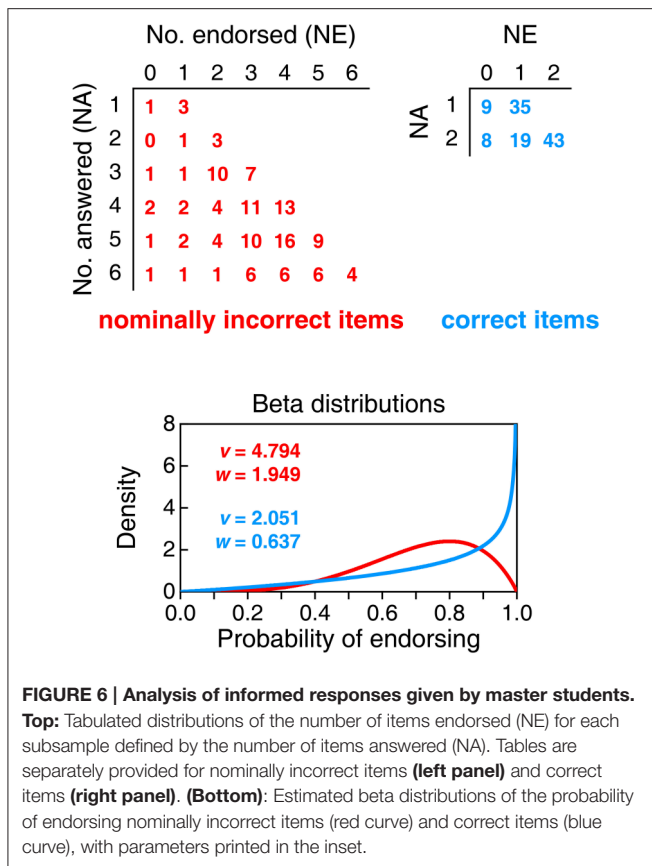 No. endorsed (NE)
0 1 2 3 4 5 6
No. answered (NA)
1 1 3
2 0 1 3
3 1 1 10 7
4 2 2 4 11 13
5 1 2 4 10 16 9
6 1 1 1 6 6 6 4
nominally incorrect items
NE
0 1 2
NA
1 9 35
2 8 19 43
correct items
Beta distributions
8
6
4
2
0
Density
v = 4.794
w = 1.949
v = 2.051
w = 0.637
0.0 0.2 0.4 0.6 0.8 1.0
Probability of endorsing
FIGURE 6 | Analysis of informed responses given by master students.
Top: Tabulated distributions of the number of items endorsed (NE) for each
subsample defined by the number of items answered (NA). Tables are
separately provided for nominally incorrect items (left panel) and correct
items (right panel). (Bottom): Estimated beta distributions of the probability
of endorsing nominally incorrect items (red curve) and correct items (blue
curve), with parameters printed in the inset.